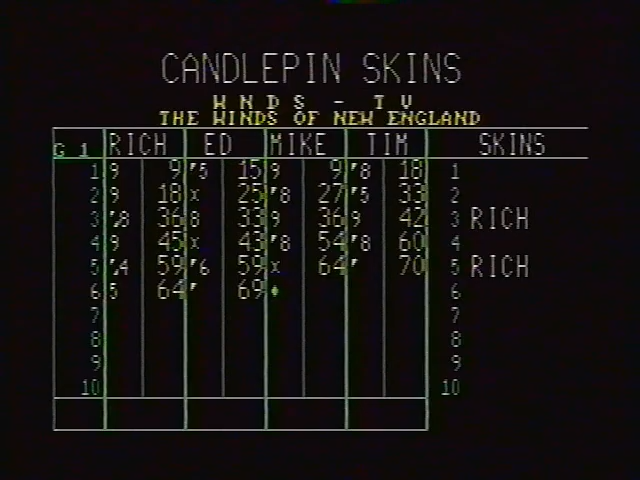 CANDLEPIN SKINS
WNDS - TV
THE WINDS OF NEW ENGLAND
G 1 RICH ED MIKE TIM SKINS
1 9 9 5 15 9 9 8 18 1
2 9 18 X 25 8 27 5 33 2
3 8 36 8 33 9 36 9 42 3 RICH
4 9 45 X 43 8 54 8 60 4
5 4 59 6 59 X 64 70 5 RICH
6 5 64 69 6
7 7
8 8
9 9
10 10